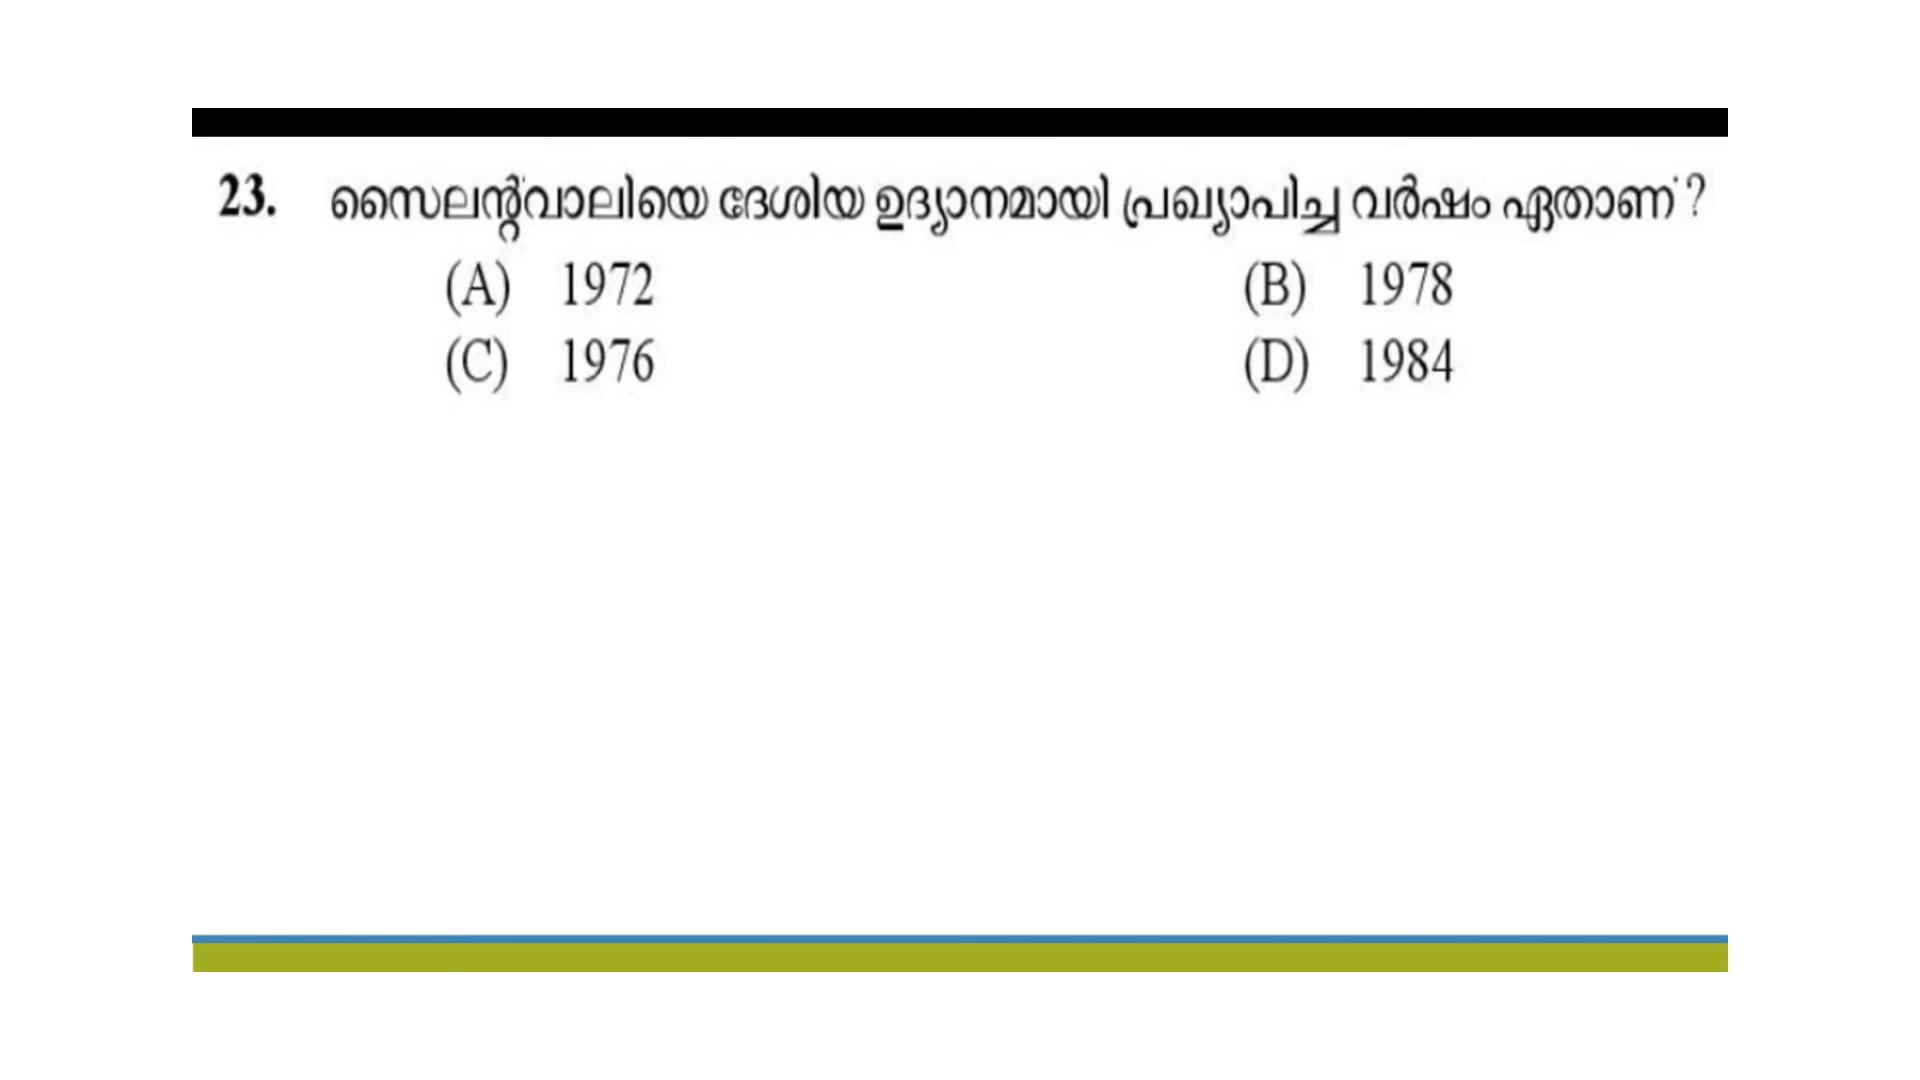 23. സൈലന്റ്‌വാലിയെ ദേശിയ ഉദ്യാനമായി പ്രഖ്യാപിച്ച വർഷം ഏതാണ് ?
(A) 1972 (B) 1978
(C) 1976 (D) 1984